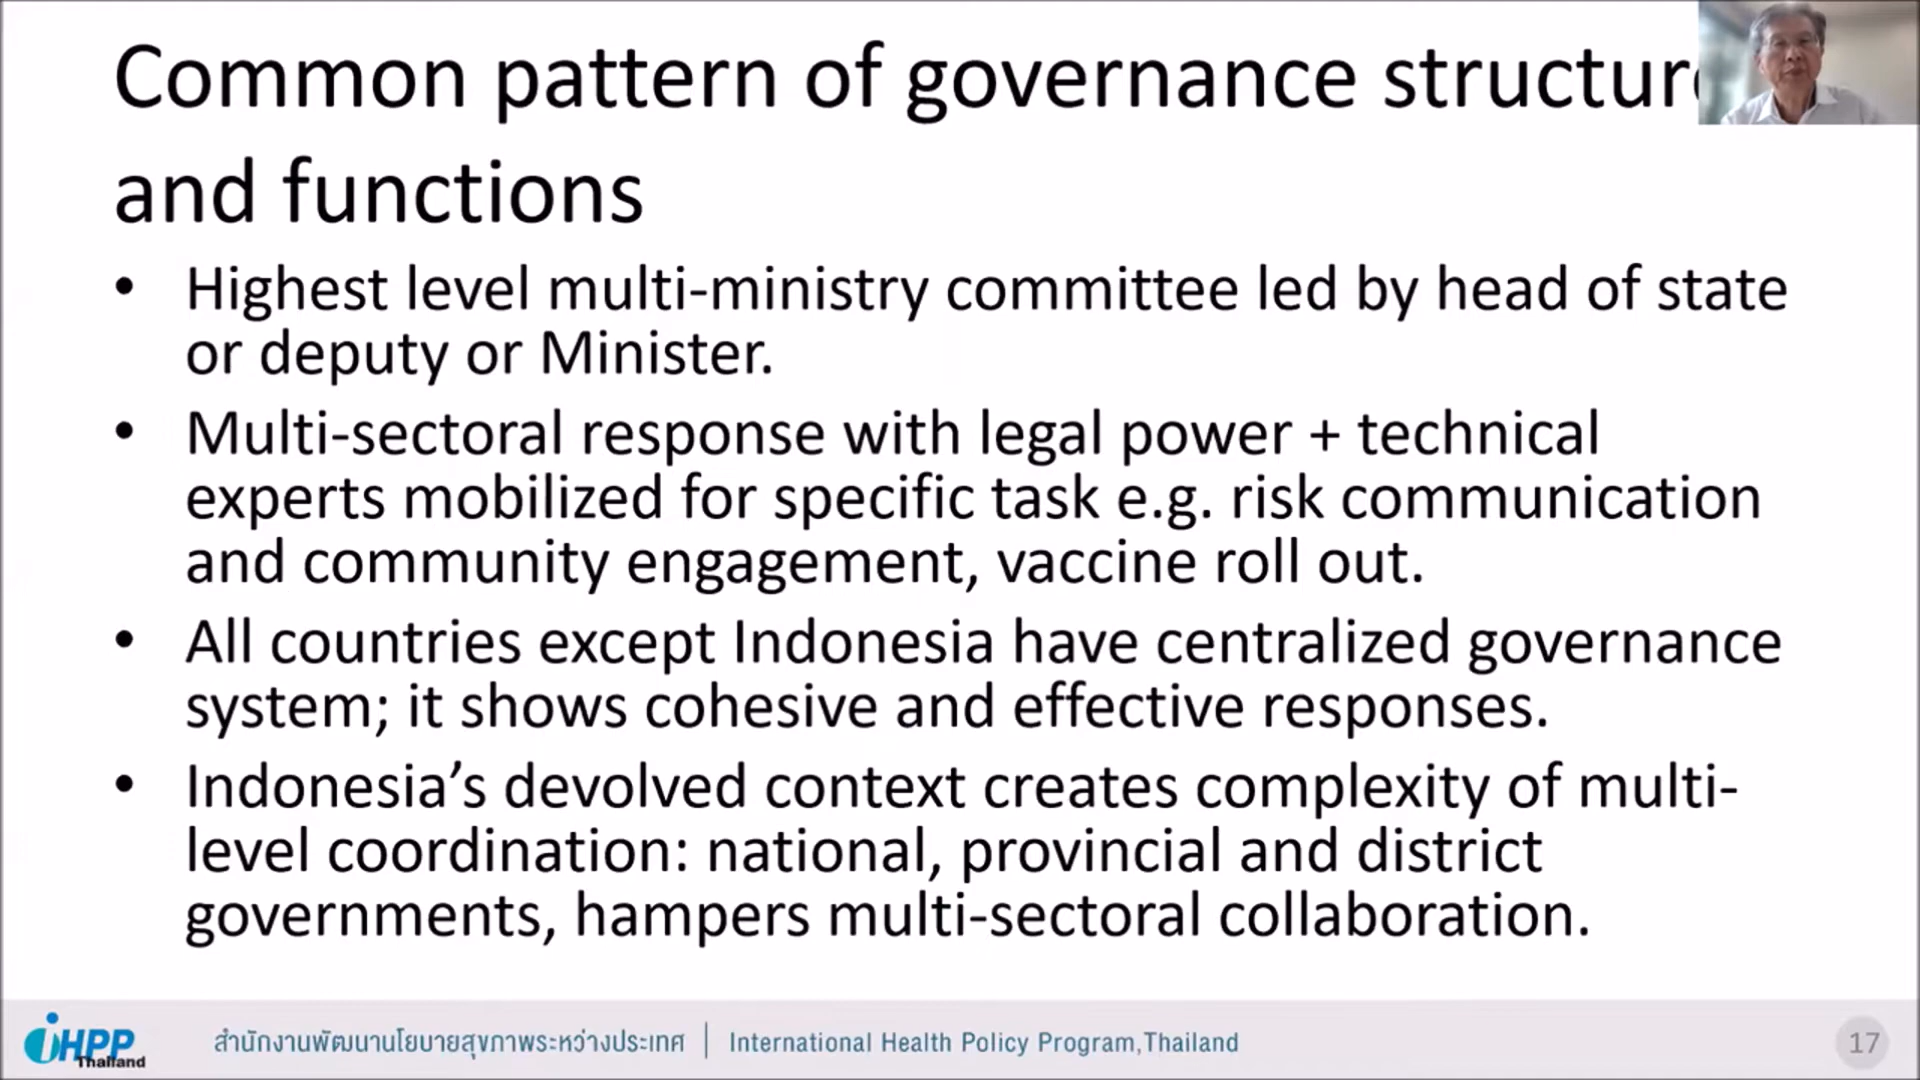 Common pattern of governance structur
and functions
• Highest level multi-ministry committee led by head of state
or deputy or Minister.
• Multi-sectoral response with legal power + technical
experts mobilized for specific task e.g. risk communication
and community engagement, vaccine roll out.
• All countries except Indonesia have centralized governance
system; it shows cohesive and effective responses.
• Indonesia’s devolved context creates complexity of multi-
level coordination: national, provincial and district
governments, hampers multi-sectoral collaboration.
iHPP
Thailand
สำนักงานพัฒนานโยบายสุขภาพระหว่างประเทศ | International Health Policy Program,Thailand
17